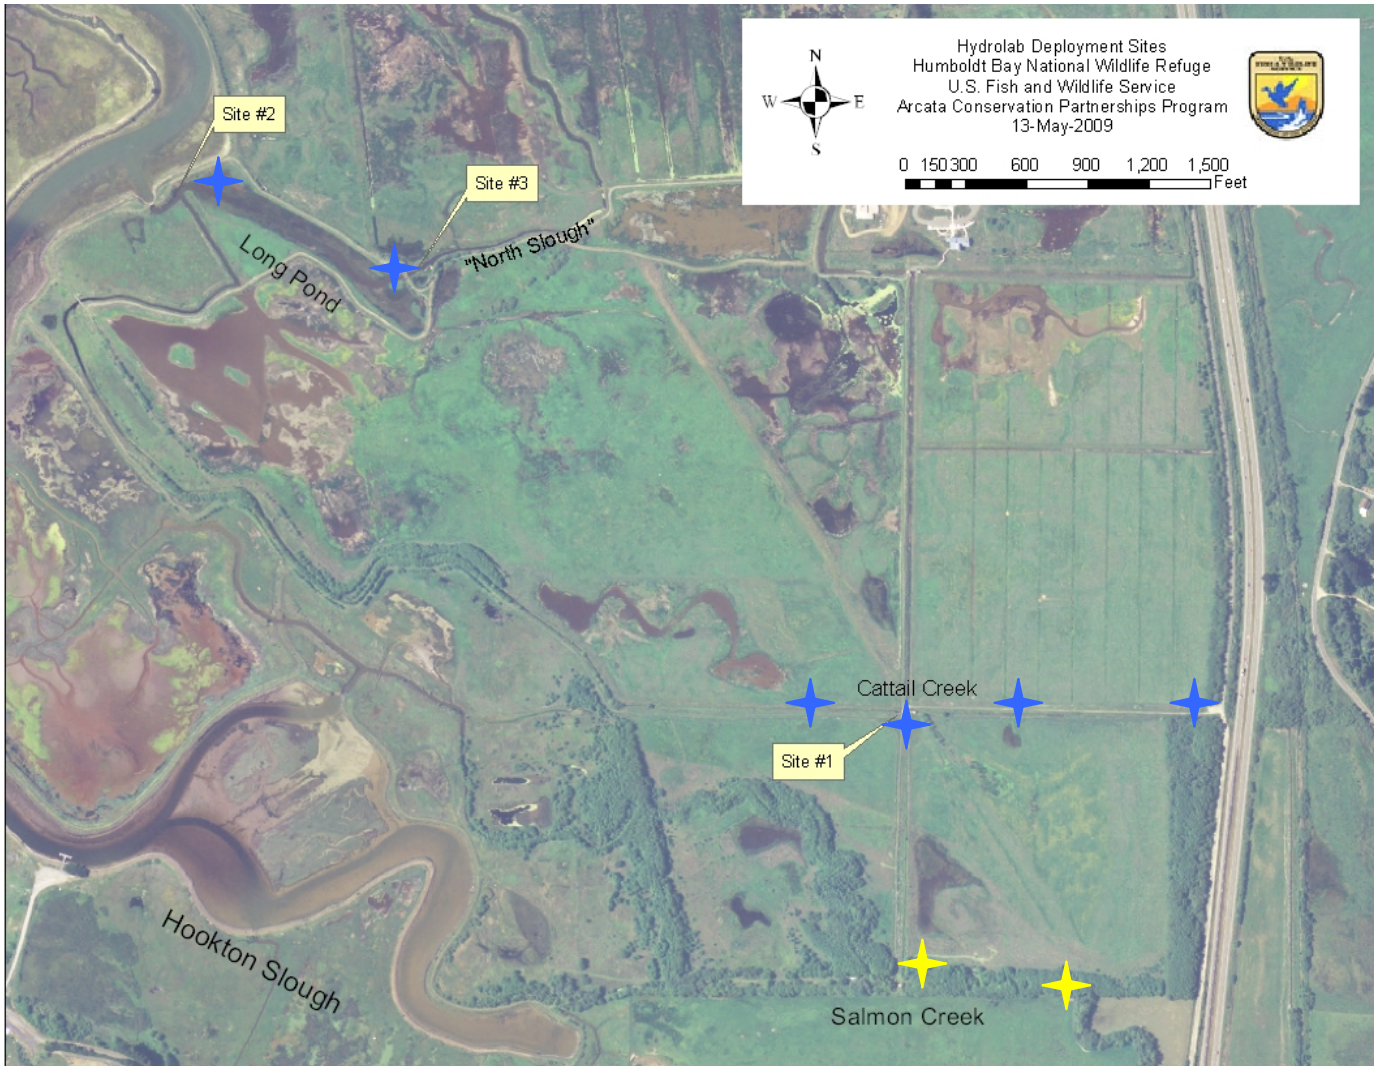 Hydrolab Deployment Sites
Humboldt Bay National Wildlife Refuge
U.S. Fish and Wildlife Service
Arcata Conservation Partnerships Program
13-May-2009
N
W E
S
0 150 300 600 900 1,200 1,500
Feet
Site #2
Site #3
"North Slough"
Long Pond
Cattail Creek
Site #1
Hookton Slough
Salmon Creek